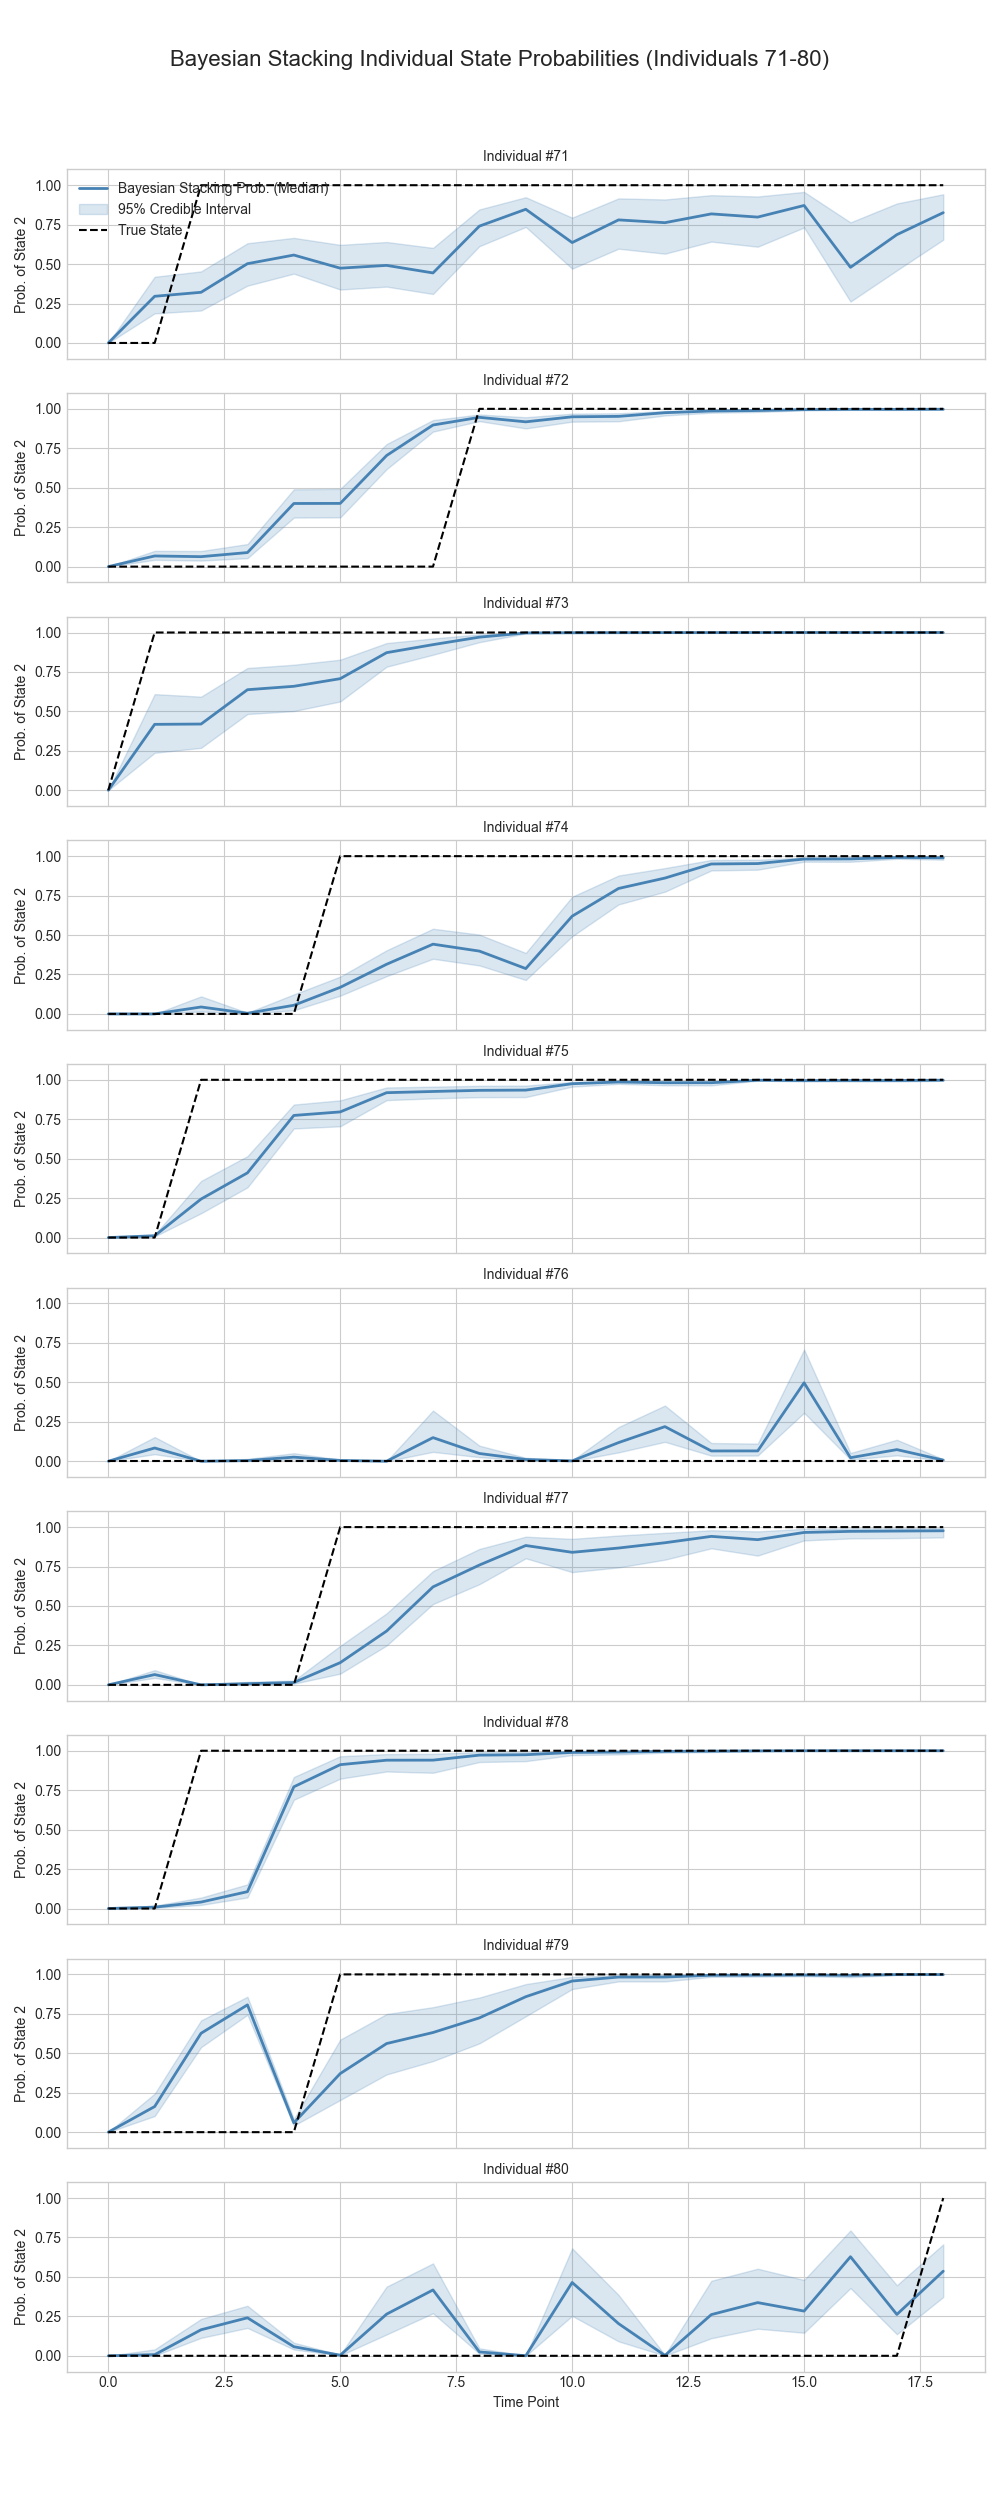 Bayesian Stacking Individual State Probabilities (Individuals 71-80)
Individual #71
1.00
0.75
0.50
0.25
0.00
Prob. of State 2
Bayesian Stacking Prob. (Median)
95% Credible Interval
True State
Individual #72
1.00
0.75
0.50
0.25
0.00
Prob. of State 2
Individual #73
1.00
0.75
0.50
0.25
0.00
Prob. of State 2
Individual #74
1.00
0.75
0.50
0.25
0.00
Prob. of State 2
Individual #75
1.00
0.75
0.50
0.25
0.00
Prob. of State 2
Individual #76
1.00
0.75
0.50
0.25
0.00
Prob. of State 2
Individual #77
1.00
0.75
0.50
0.25
0.00
Prob. of State 2
Individual #78
1.00
0.75
0.50
0.25
0.00
Prob. of State 2
Individual #79
1.00
0.75
0.50
0.25
0.00
Prob. of State 2
Individual #80
1.00
0.75
0.50
0.25
0.00
Prob. of State 2
0.0 2.5 5.0 7.5 10.0 12.5 15.0 17.5
Time Point